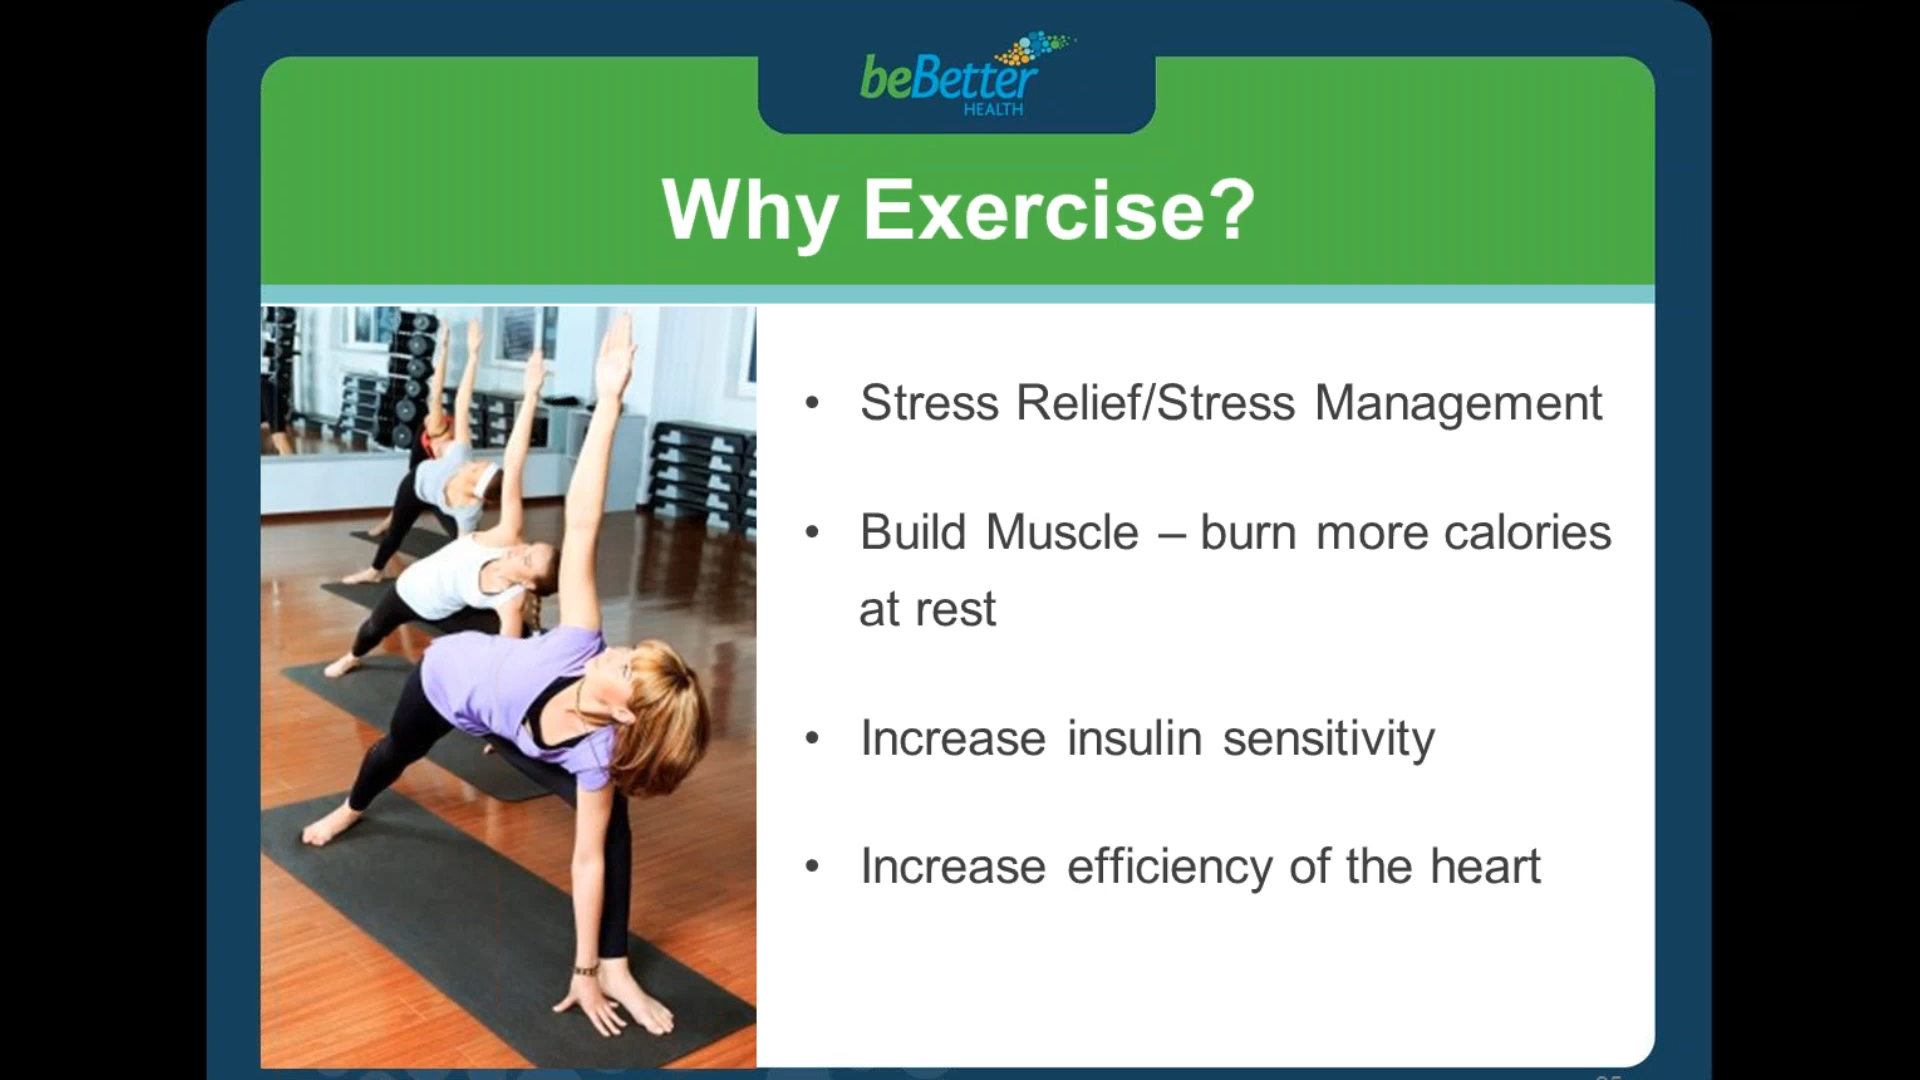 beBetter
HEALTH
Why Exercise?
• Stress Relief/Stress Management
• Build Muscle – burn more calories
at rest
• Increase insulin sensitivity
• Increase efficiency of the heart